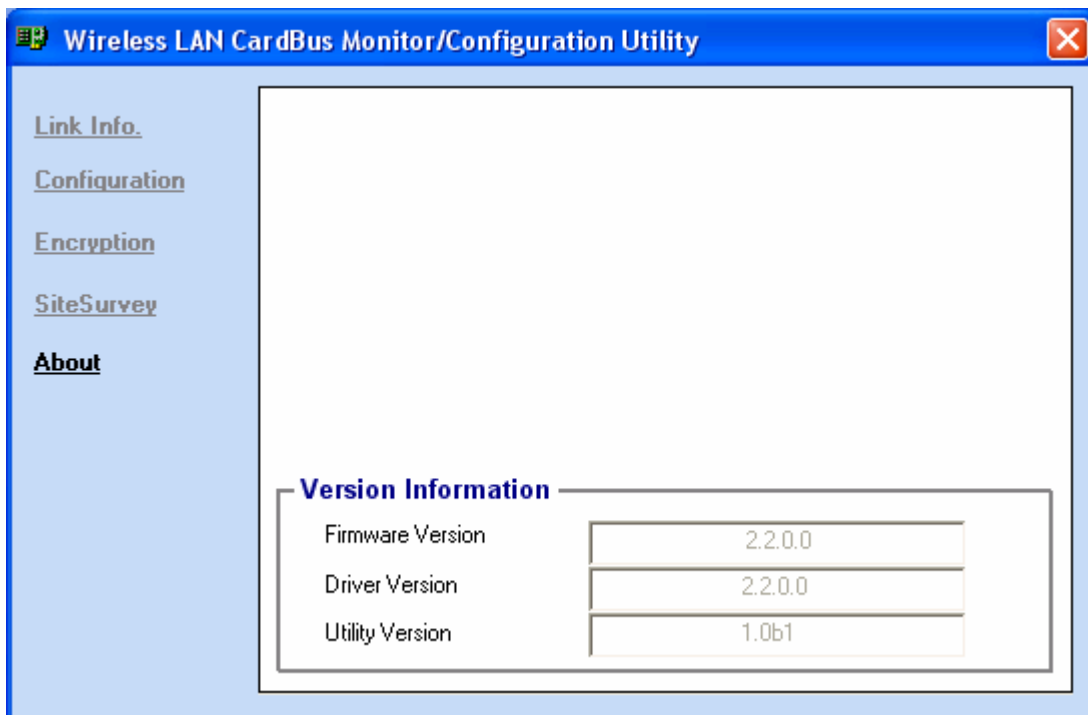 Wireless LAN CardBus Monitor/Configuration Utility
Link Info.
Configuration
Encryption
SiteSurvey
About
Version Information
Firmware Version 2.2.0.0
Driver Version 2.2.0.0
Utility Version 1.0b1